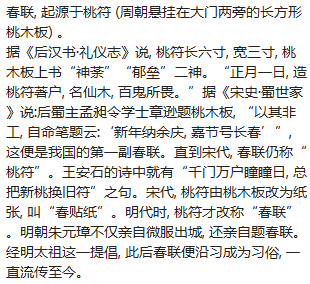 春联, 起源于桃符 (周朝悬挂在大门两旁的长方形
桃木板) 。
据《后汉书·礼仪志》说, 桃符长六寸, 宽三寸, 桃
木板上书“神荼” “郁垒”二神。“正月一日, 造
桃符著户, 名仙木, 百鬼所畏。”据《宋史·蜀世家
》说:后蜀主孟昶令学士章逊题桃木板, “以其非
工, 自命笔题云: ‘新年纳余庆, 嘉节号长春’”,
这便是我国的第一副春联。直到宋代, 春联仍称“
桃符”。王安石的诗中就有“千门万户瞳瞳日, 总
把新桃换旧符”之句。宋代, 桃符由桃木板改为纸
张, 叫“春贴纸”。明代时, 桃符才改称“春联”
。明朝朱元璋不仅亲自微服出城, 还亲自题春联。
经明太祖这一提倡, 此后春联便沿习成为习俗, 一
直流传至今。